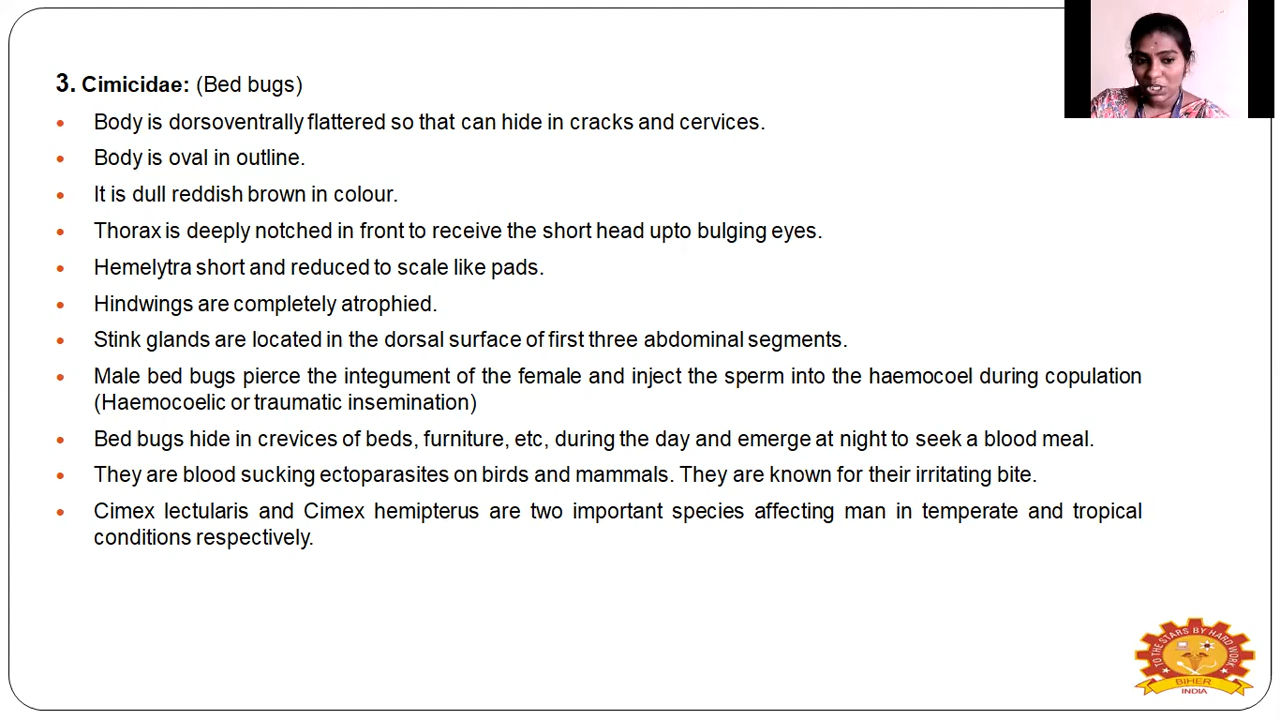 3. Cimicidae: (Bed bugs)
• Body is dorsoventrally flattered so that can hide in cracks and cervices.
• Body is oval in outline.
• It is dull reddish brown in colour.
• Thorax is deeply notched in front to receive the short head upto bulging eyes.
• Hemelytra short and reduced to scale like pads.
• Hindwings are completely atrophied.
• Stink glands are located in the dorsal surface of first three abdominal segments.
• Male bed bugs pierce the integument of the female and inject the sperm into the haemocoel during copulation
(Haemocoelic or traumatic insemination)
• Bed bugs hide in crevices of beds, furniture, etc, during the day and emerge at night to seek a blood meal.
• They are blood sucking ectoparasites on birds and mammals. They are known for their irritating bite.
• Cimex lectularis and Cimex hemipterus are two important species affecting man in temperate and tropical
conditions respectively.
TO THE STARS BY HARD WORK
BIHER
INDIA